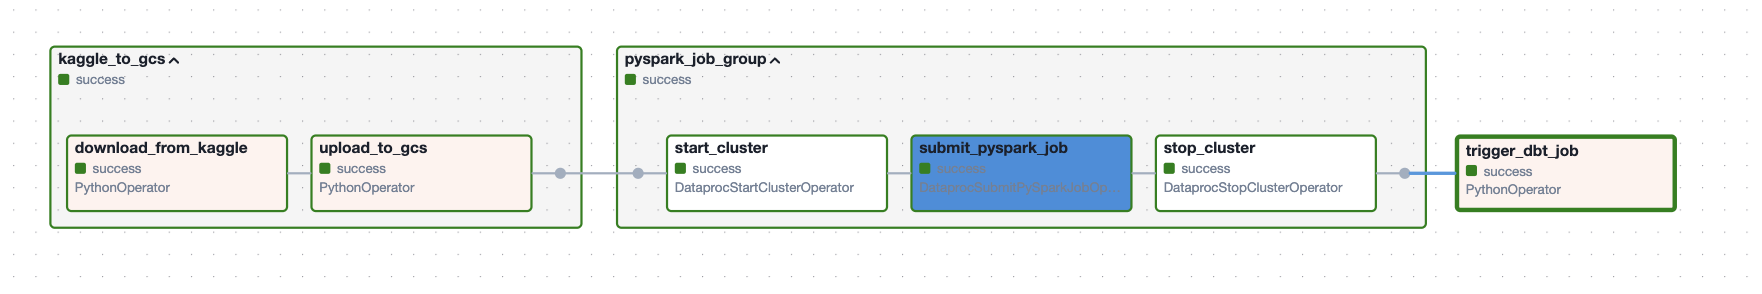 kaggle_to_gcs
success
download_from_kaggle
success
PythonOperator
upload_to_gcs
success
PythonOperator
pyspark_job_group
success
start_cluster
success
DataprocStartClusterOperator
submit_pyspark_job
success
DataprocSubmitPySparkJobOp...
stop_cluster
success
DataprocStopClusterOperator
trigger_dbt_job
success
PythonOperator